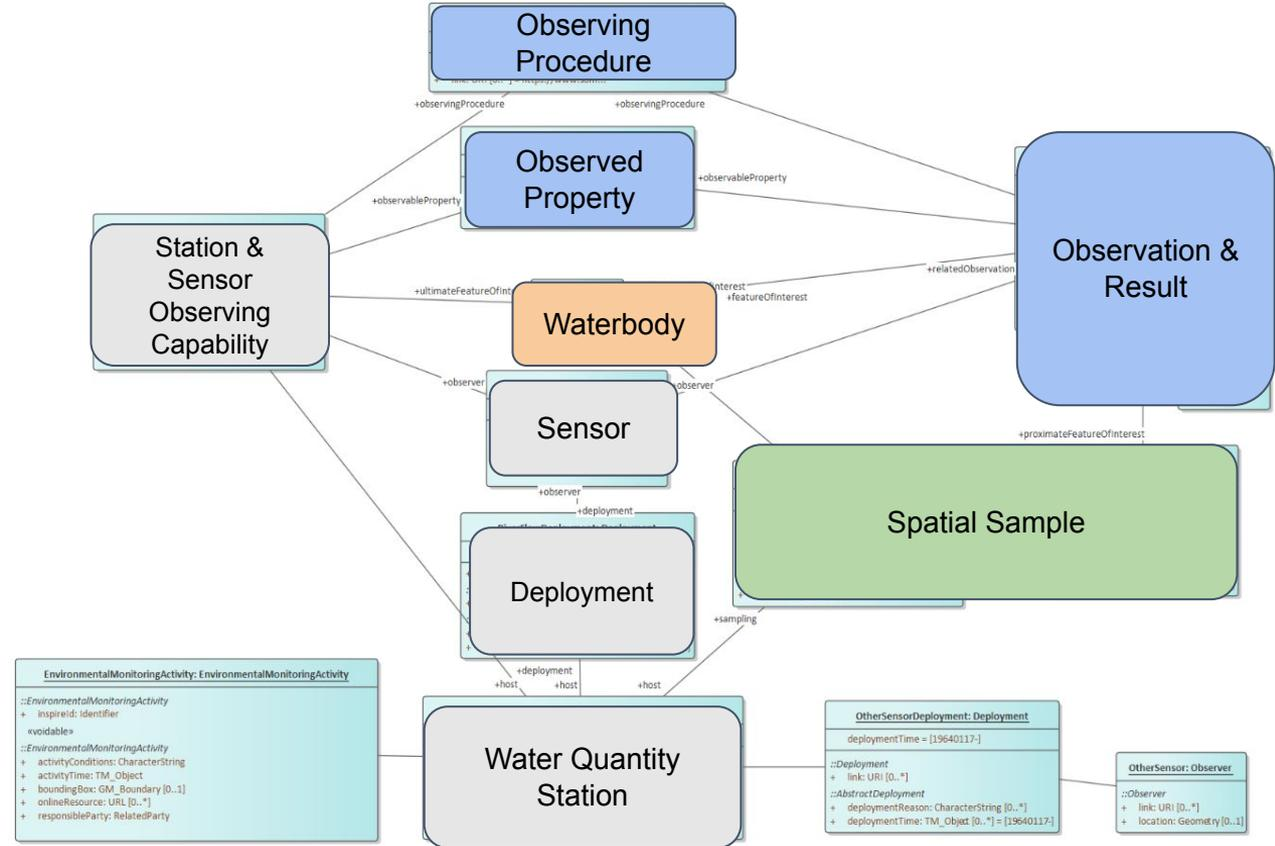 Observing
Procedure
+observingProcedure
+observingProcedure
Observed
Property
+observableProperty
+observableProperty
Station &
Sensor
Observing
Capability
Observation &
Result
+relatedObservation
+featureOfInterest
Waterbody
+observer
+observer
Sensor
+proximateFeatureOfInterest
+observer
+deployment
Spatial Sample
Deployment
+sampling
+deployment
+host
+host
+host
EnvironmentalMonitoringActivity: EnvironmentalMonitoringActivity
::EnvironmentalMonitoringActivity
+ inspireId: Identifier
«voidable»
::EnvironmentalMonitoringActivity
+ activityConditions: CharacterString
+ activityTime: TM_Object
+ boundingBox: GM_Boundary [0..1]
+ onlineResource: URL [0..*]
+ responsibleParty: RelatedParty
Water Quantity
Station
OtherSensorDeployment: Deployment
deploymentTime = [19640117-]
::Deployment
+ link: URI [0..*]
::AbstractDeployment
+ deploymentReason: CharacterString [0..*]
+ deploymentTime: TM_Object [0..*] = [19640117-]
OtherSensor: Observer
::Observer
+ link: URI [0..*]
+ location: Geometry [0..1]